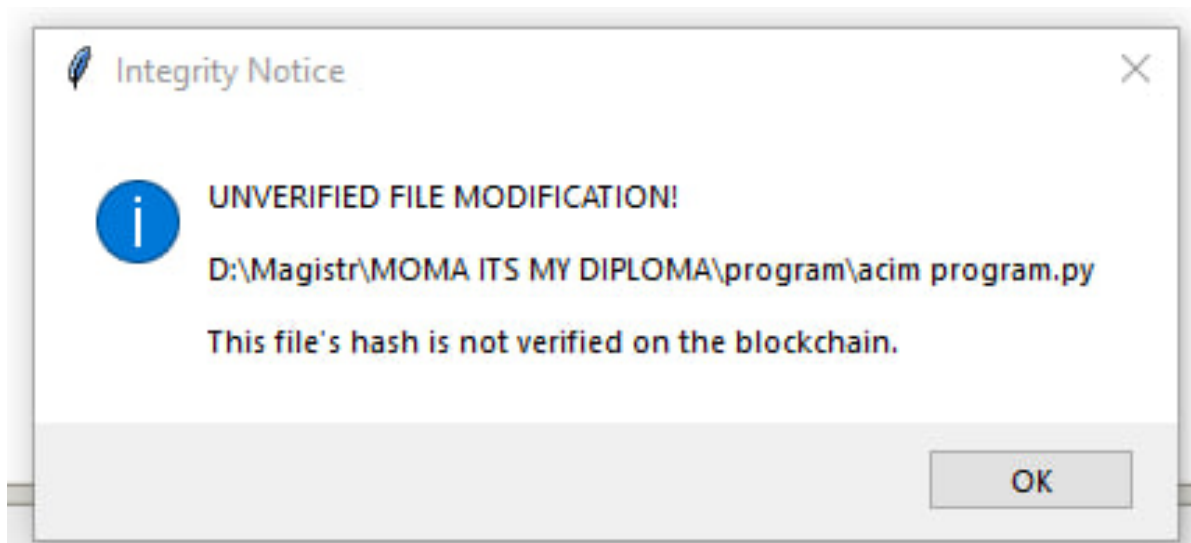 Integrity Notice
UNVERIFIED FILE MODIFICATION!
D:\Magistr\MOMA ITS MY DIPLOMA\program\acim program.py
This file's hash is not verified on the blockchain.
OK